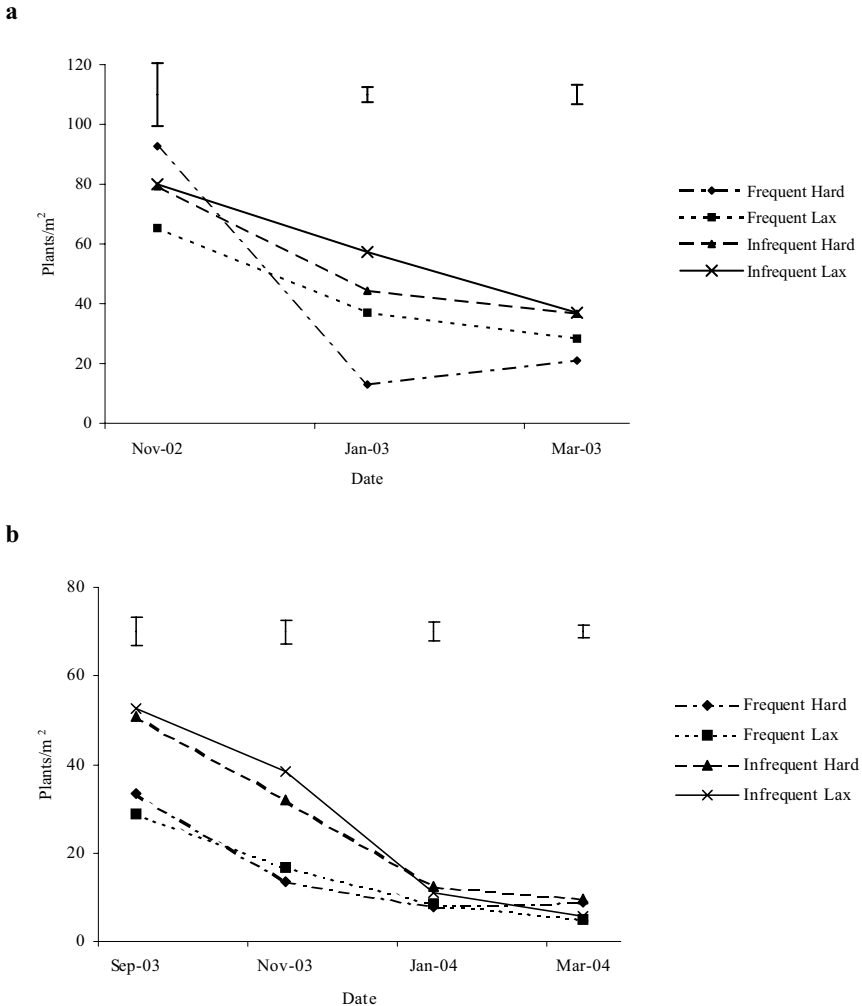 a
120
100
80
60
40
20
0
Plants/m²
Nov-02 Jan-03 Mar-03
Date
Frequent Hard
Frequent Lax
Infrequent Hard
Infrequent Lax
b
80
60
40
20
0
Plants/m²
Sep-03 Nov-03 Jan-04 Mar-04
Date
Frequent Hard
Frequent Lax
Infrequent Hard
Infrequent Lax